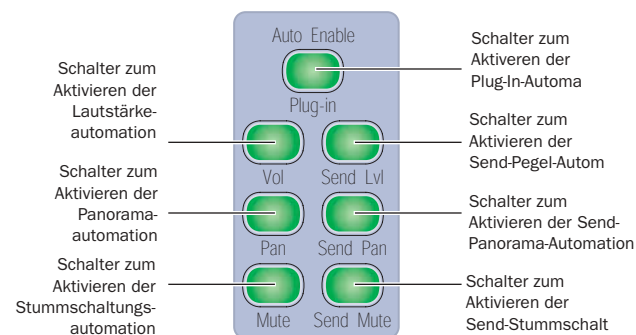 Auto Enable
Plug-in
Vol
Send Lvl
Pan
Send Pan
Mute
Send Mute
Schalter zum
Aktivieren der
Lautstärke-
automation
Schalter zum
Aktivieren der
Panorama-
automation
Schalter zum
Aktivieren der
Stummschaltungs-
automation
Schalter zum
Aktiveren der
Plug-In-Automa
Schalter zum
Aktivieren der
Send-Pegel-Autom
Schalter zum
Aktivieren der Send-
Panorama-Automation
Schalter zum
Aktivieren der
Send-Stummschalt